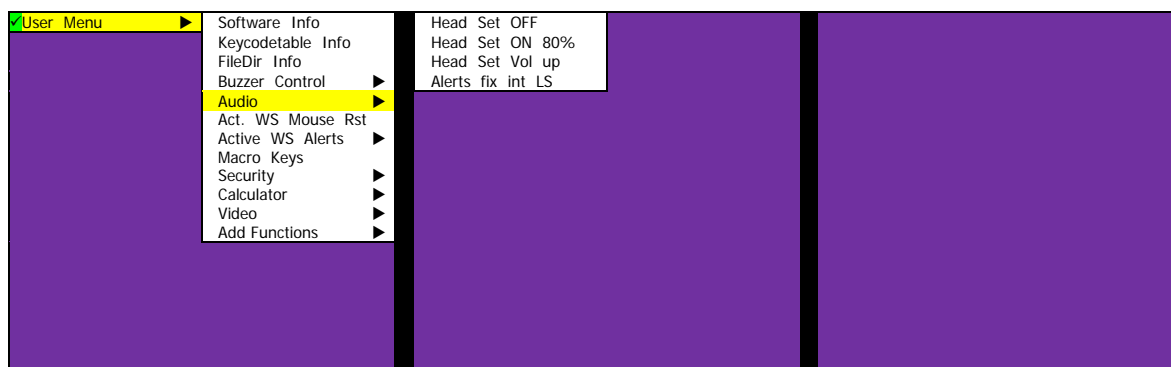 ✓User Menu ▶
Software Info
Keycodetable Info
FileDir Info
Buzzer Control ▶
Audio ▶
Act. WS Mouse Rst
Active WS Alerts ▶
Macro Keys
Security ▶
Calculator ▶
Video ▶
Add Functions ▶
Head Set OFF
Head Set ON 80%
Head Set Vol up
Alerts fix int LS